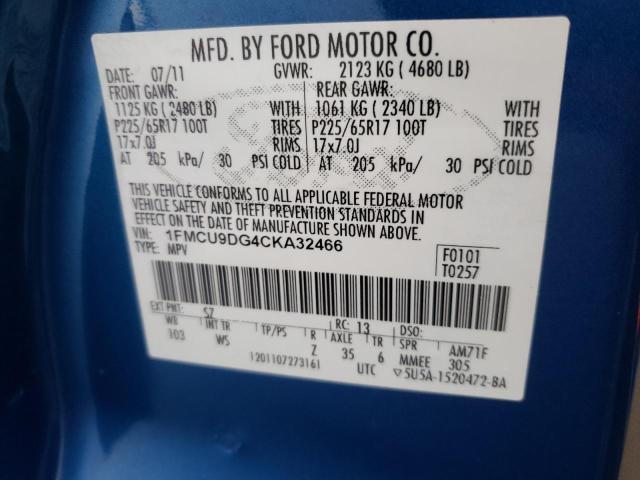 MFD. BY FORD MOTOR CO.
DATE: 07/11 GVWR: 2123 KG ( 4680 LB)
FRONT GAWR: REAR GAWR:
1125 KG ( 2480 LB) WITH 1061 KG ( 2340 LB) WITH
P225/65R17 100T TIRES P225/65R17 100T TIRES
17x7.0J RIMS 17x7.0J RIMS
AT 205 kPa/ 30 PSI COLD AT 205 kPa/ 30 PSI COLD
THIS VEHICLE CONFORMS TO ALL APPLICABLE FEDERAL MOTOR
VEHICLE SAFETY AND THEFT PREVENTION STANDARDS IN
EFFECT ON THE DATE OF MANUFACTURE SHOWN ABOVE.
VIN: 1FMCU9DG4CKA32466 F0101
TYPE: MPV T0257
EXT PNT: SZ RC: 13 DSO:
WB INT TR TP/PS R AXLE TR SPR AM71F
103 WS Z 35 6 MMEE 305
1201107273161 UTC ▽5U5A-1520472-BA